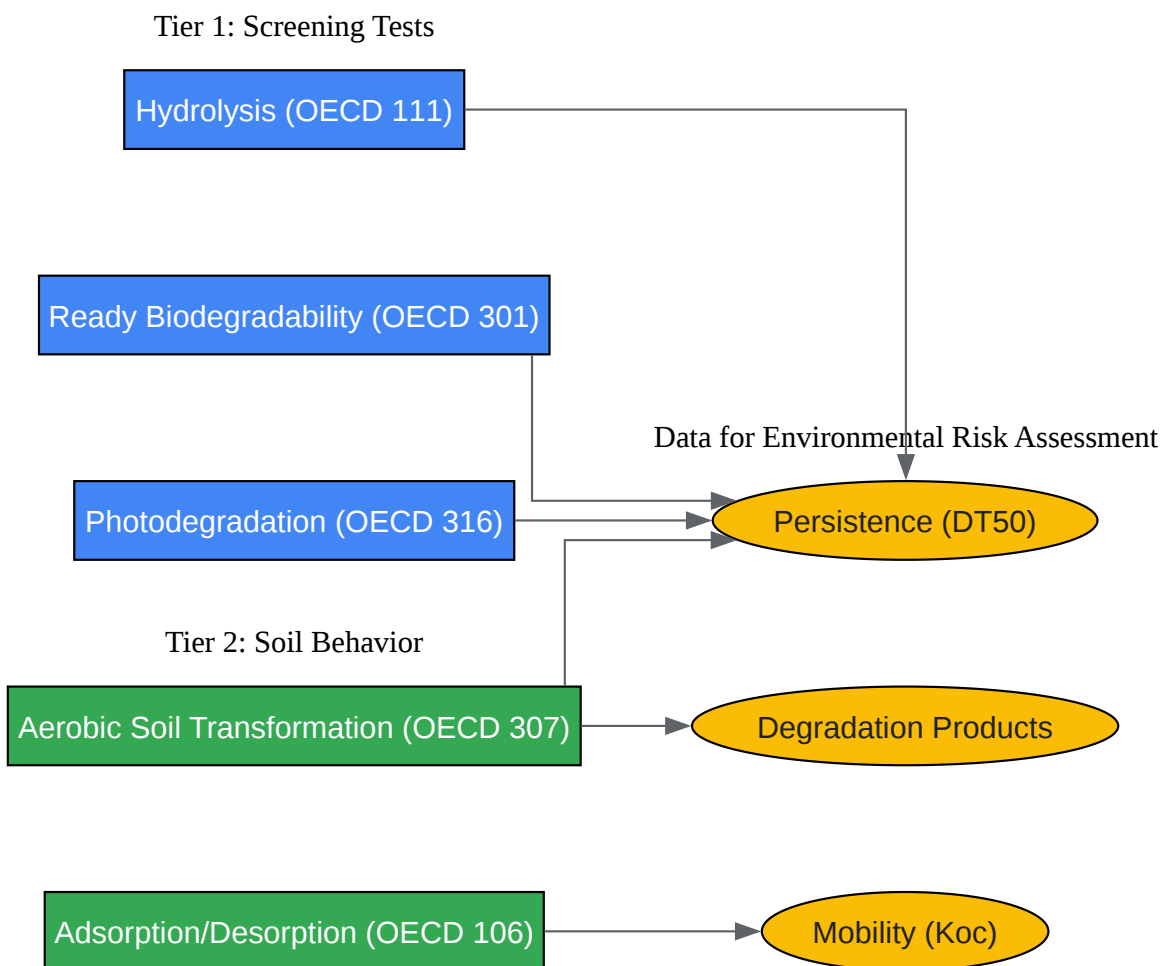 Tier 1: Screening Tests
Hydrolysis (OECD 111)
Ready Biodegradability (OECD 301)
Data for Environmental Risk Assessment
Photodegradation (OECD 316)
Persistence (DT50)
Tier 2: Soil Behavior
Aerobic Soil Transformation (OECD 307)
Degradation Products
Adsorption/Desorption (OECD 106)
Mobility (Koc)